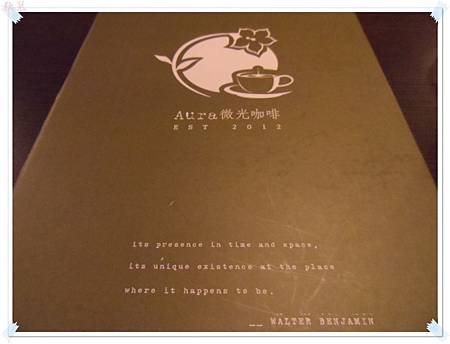 Aura微光咖啡
EST 2012
its presence in time and space,
its unique existence at the place
where it happens to be.
-- WALTER BENJAMIN